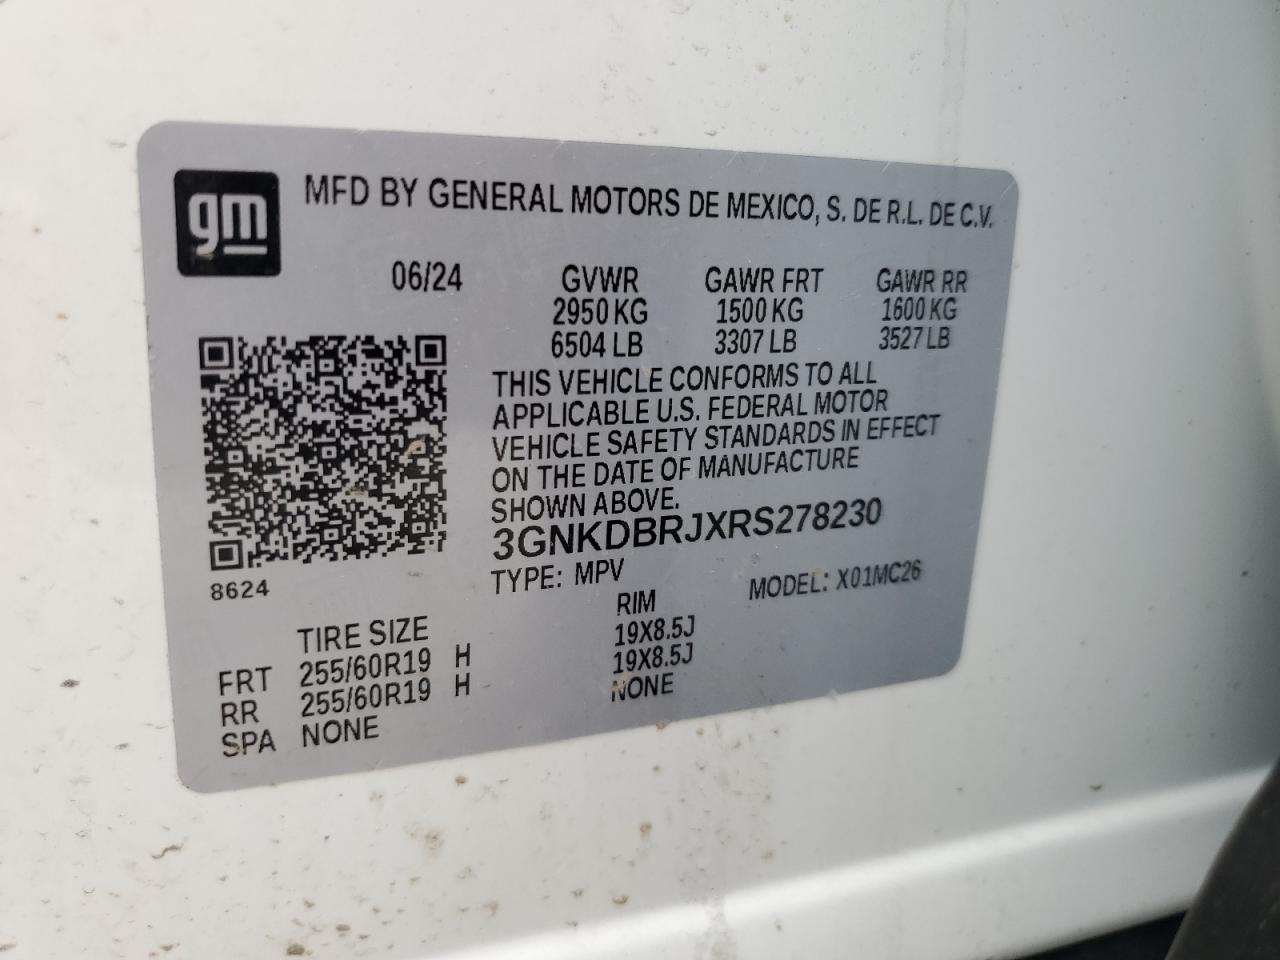 gm
MFD BY GENERAL MOTORS DE MEXICO, S. DE R.L. DE C.V.
06/24 GVWR GAWR FRT GAWR RR
2950 KG 1500 KG 1600 KG
6504 LB 3307 LB 3527 LB
THIS VEHICLE CONFORMS TO ALL
APPLICABLE U.S. FEDERAL MOTOR
VEHICLE SAFETY STANDARDS IN EFFECT
ON THE DATE OF MANUFACTURE
SHOWN ABOVE.
3GNKDBRJXRS278230
8624
TYPE: MPV MODEL: X01MC26
TIRE SIZE RIM
FRT 255/60R19 H 19X8.5J
RR 255/60R19 H 19X8.5J
SPA NONE NONE